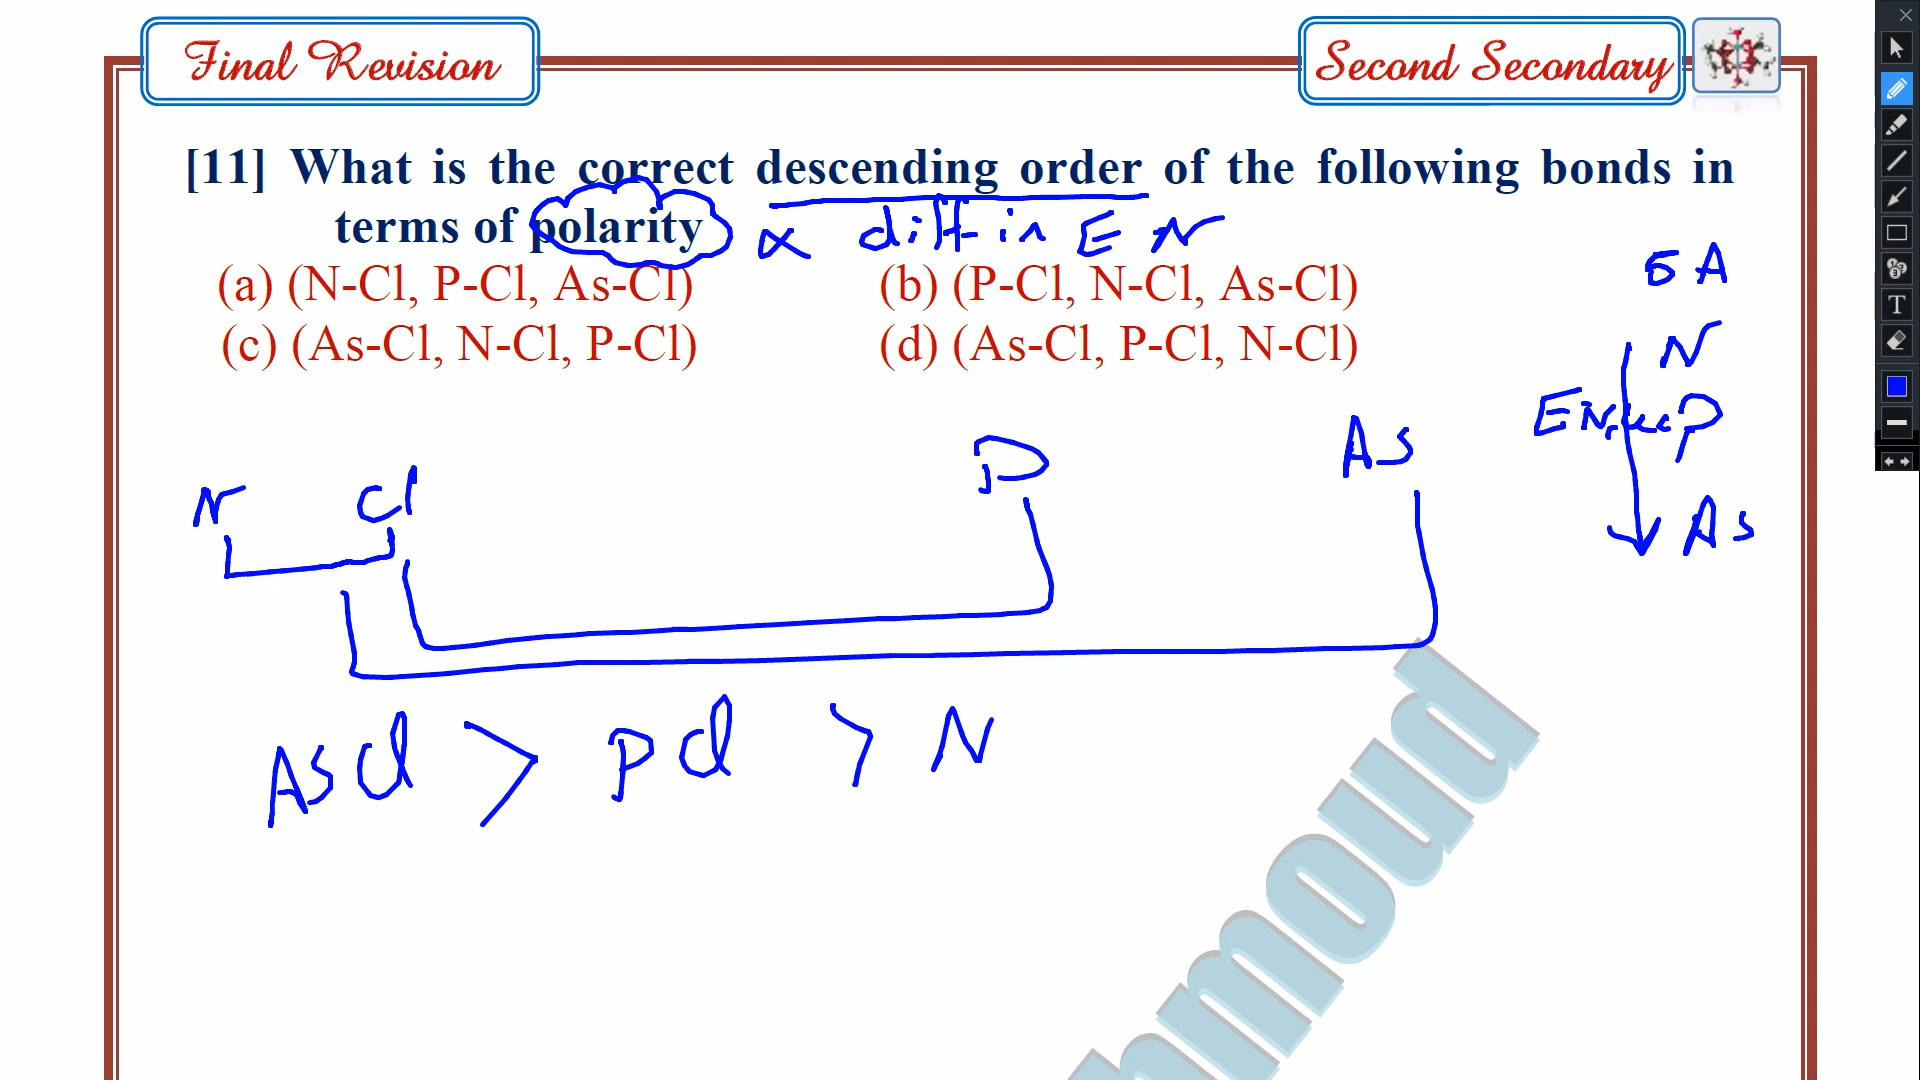 Final Revision
Second Secondary
[11] What is the correct descending order of the following bonds in
terms of polarity ∝ diff in EN
(a) (N-Cl, P-Cl, As-Cl) (b) (P-Cl, N-Cl, As-Cl)
(c) (As-Cl, N-Cl, P-Cl) (d) (As-Cl, P-Cl, N-Cl)
5A
N
EN P
As
N Cl P As
AsCl > PCl > N
hmoud
T